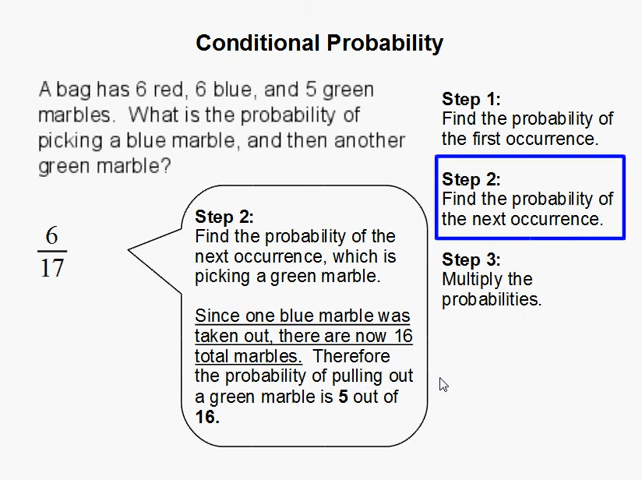 Conditional Probability
A bag has 6 red, 6 blue, and 5 green
marbles. What is the probability of
picking a blue marble, and then another
green marble?
6
17
Step 2:
Find the probability of the
next occurrence, which is
picking a green marble.
Since one blue marble was
taken out, there are now 16
total marbles. Therefore
the probability of pulling out
a green marble is 5 out of
16.
Step 1:
Find the probability of
the first occurrence.
Step 2:
Find the probability of
the next occurrence.
Step 3:
Multiply the
probabilities.